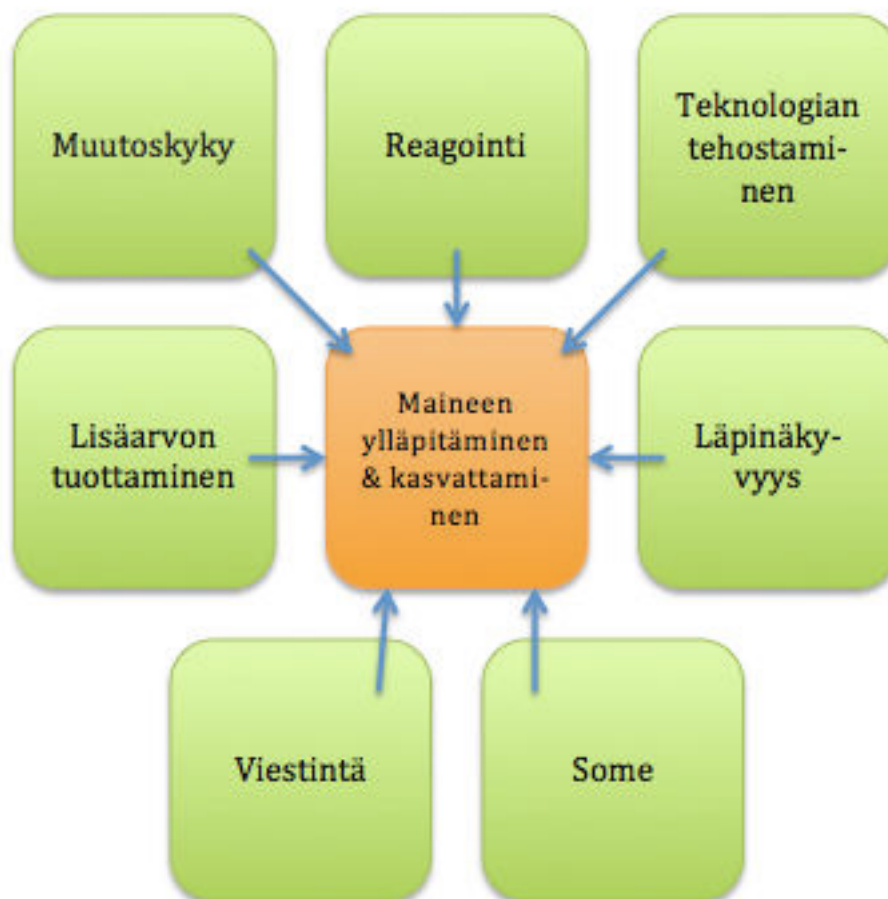 Muutoskyky
Reagointi
Teknologian
tehostami-
nen
Lisäarvon
tuottaminen
Maineen
ylläpitäminen
& kasvattami-
nen
Läpinäky-
vyys
Viestintä
Some